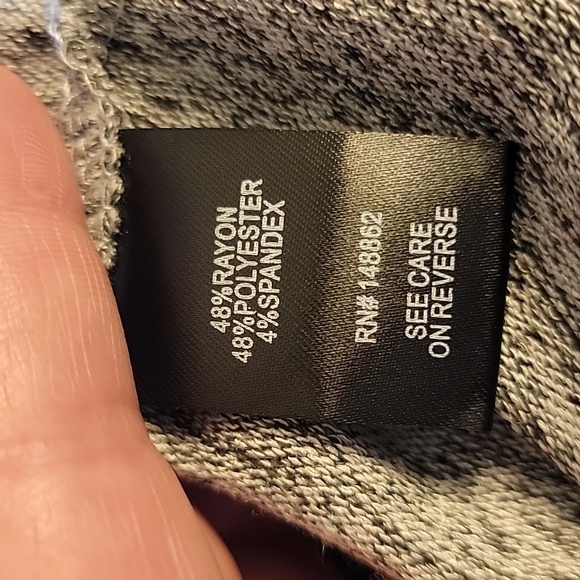 48%RAYON
48%POLYESTER
4%SPANDEX
RN# 148862
SEE CARE
ON REVERSE